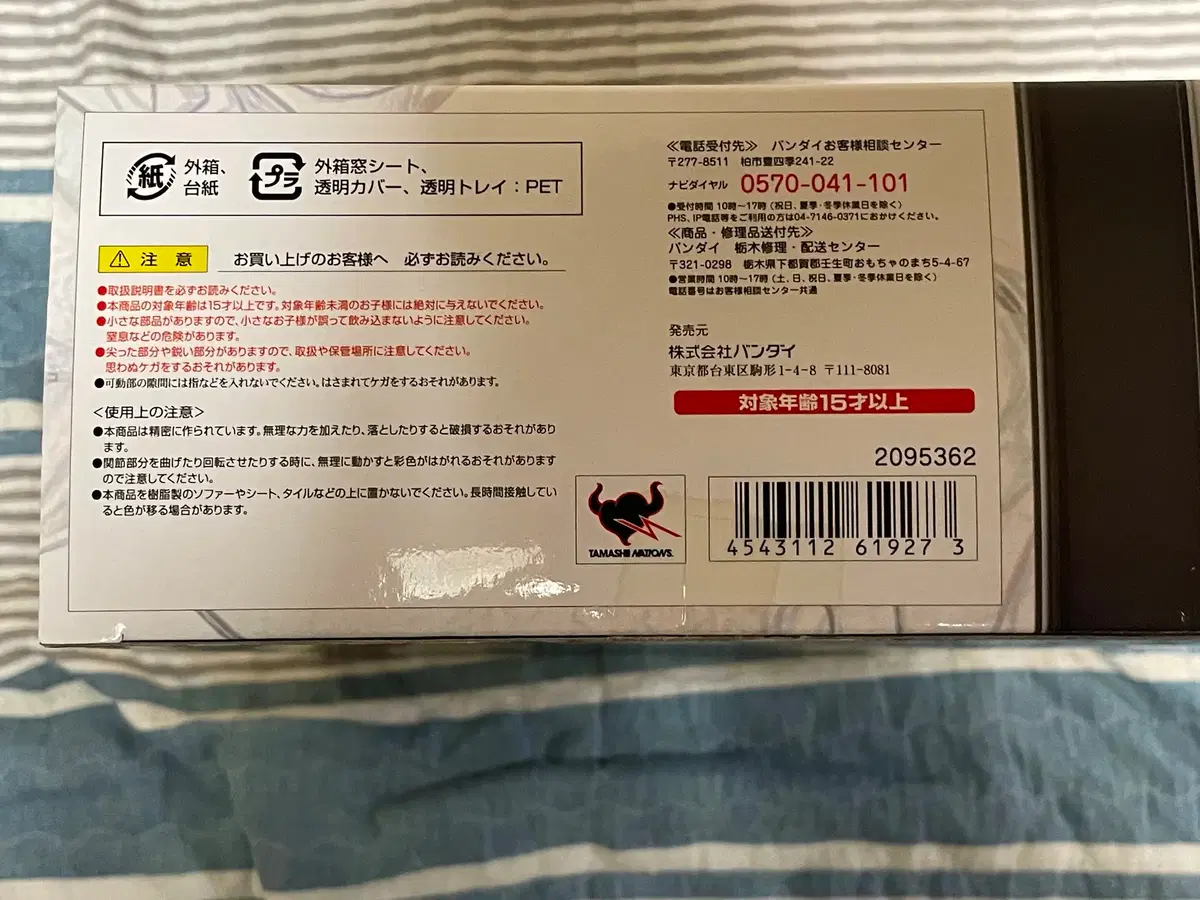 紙
外箱、
台紙
プラ
外箱窓シート、
透明カバー、透明トレイ：PET
注 意
お買い上げのお客様へ 必ずお読みください。
●取扱説明書を必ずお読みください。
●本商品の対象年齢は15才以上です。対象年齢未満のお子様には絶対に与えないでください。
●小さな部品がありますので、小さなお子様が誤って飲み込まないように注意してください。
窒息などの危険があります。
●尖った部分や鋭い部分がありますので、取扱や保管場所に注意してください。
思わぬケガをするおそれがあります。
●可動部の隙間には指などを入れないでください。はさまれてケガをするおそれがあります。
＜使用上の注意＞
●本商品は精密に作られています。無理な力を加えたり、落としたりすると破損するおそれがあり
ます。
●関節部分を曲げたり回転させたりする時に、無理に動かすと彩色がはがれるおそれがあります
ので注意してください。
●本商品を樹脂製のソファーやシート、タイルなどの上に置かないでください。長時間接触してい
ると色が移る場合があります。
≪電話受付先≫ バンダイお客様相談センター
〒277-8511 柏市豊四季241-22
ナビダイヤル 0570-041-101
●受付時間 10時～17時（祝日、夏季・冬季休業日を除く）
PHS、IP電話等をご利用の方は04-7146-0371におかけください。
≪商品・修理品送付先≫
バンダイ 栃木修理・配送センター
〒321-0298 栃木県下都賀郡壬生町おもちゃのまち5-4-67
●営業時間 10時～17時（土、日、祝日、夏季・冬季休業日を除く）
電話番号はお客様相談センター共通
発売元
株式会社バンダイ
東京都台東区駒形1-4-8 〒111-8081
対象年齢15才以上
2095362
TAMASHII NATIONS.
4543112 619273